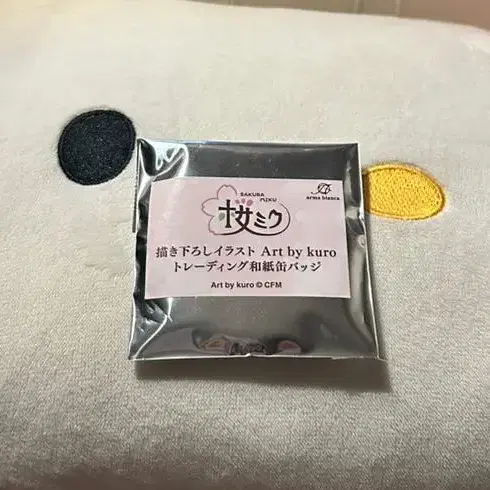 SAKURA MIKU
桜ミク
arma bianca
描き下ろしイラスト Art by kuro
トレーディング和紙缶バッジ
Art by kuro © CFM